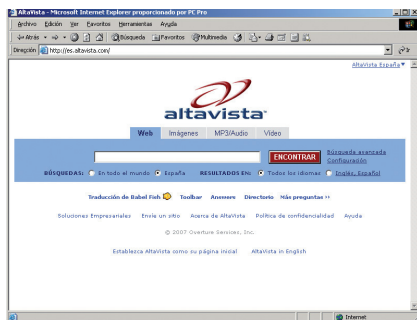 AltaVista - Microsoft Internet Explorer proporcionado por PC Pro
Archivo Edición Ver Favoritos Herramientas Ayuda
Atrás Búsqueda Favoritos Multimedia
Dirección http://es.altavista.com/
AltaVista España
altavista
Web Imágenes MP3/Audio Video
ENCONTRAR Búsqueda avanzada
Configuración
BÚSQUEDAS: En todo el mundo España RESULTADOS EN: Todos los idiomas Inglés, Español
Traducción de Babel Fish Toolbar Answers Directorio Más preguntas »
Soluciones Empresariales Envíe un sitio Acerca de AltaVista Política de confidencialidad Ayuda
© 2007 Overture Services, Inc.
Establezca AltaVista como su página inicial AltaVista in English
Internet